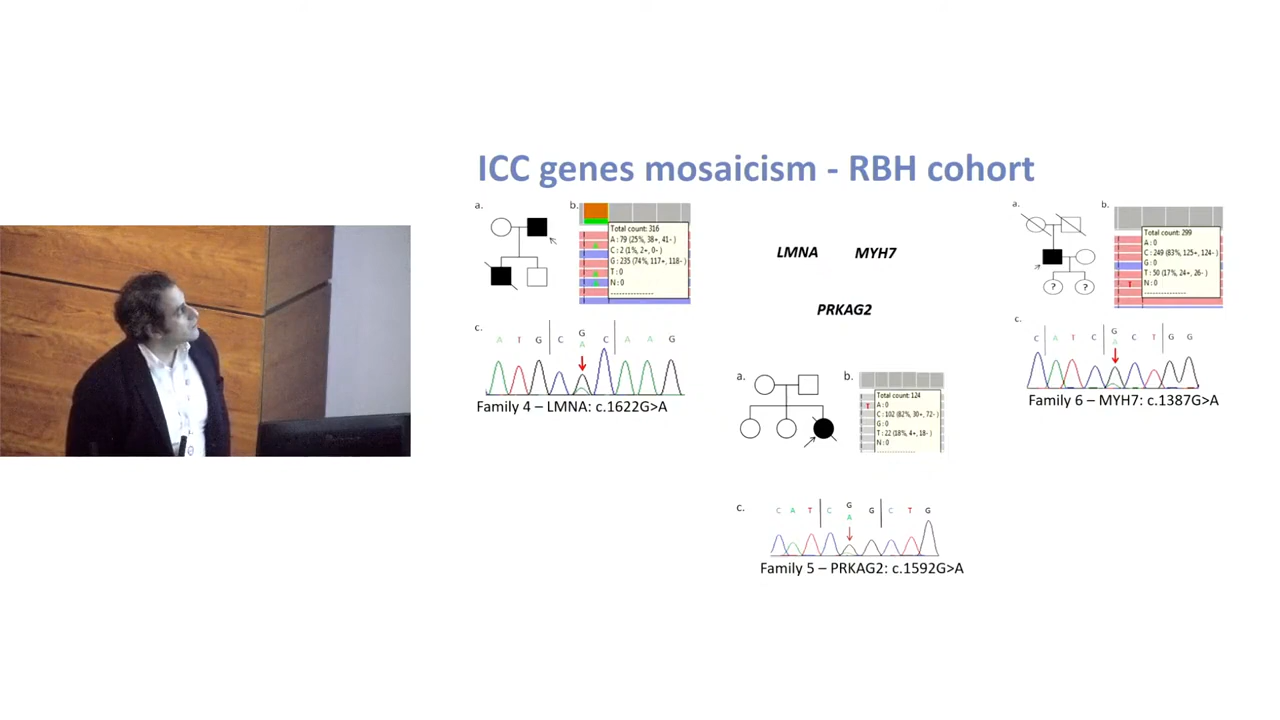 ICC genes mosaicism - RBH cohort
a.
b.
Total count: 316
A : 79 (25%, 38+, 41- )
C : 2 (1%, 2+, 0- )
G : 235 (74%, 117+, 118- )
T : 0
N : 0
---------------
c.
G
A T G C A C A A G
Family 4 – LMNA: c.1622G>A
LMNA MYH7
PRKAG2
a.
b.
T
Total count: 124
A : 0
C : 102 (82%, 30+, 72- )
G : 0
T : 22 (18%, 4+, 18- )
N : 0
---------------
c.
G
C A T C A G C T G
Family 5 – PRKAG2: c.1592G>A
a.
? ?
b.
Total count: 299
A : 0
C : 249 (83%, 125+, 124- )
G : 0
T : 50 (17%, 24+, 26- )
N : 0
---------------
T
c.
G
C A T C A C T G G
Family 6 – MYH7: c.1387G>A